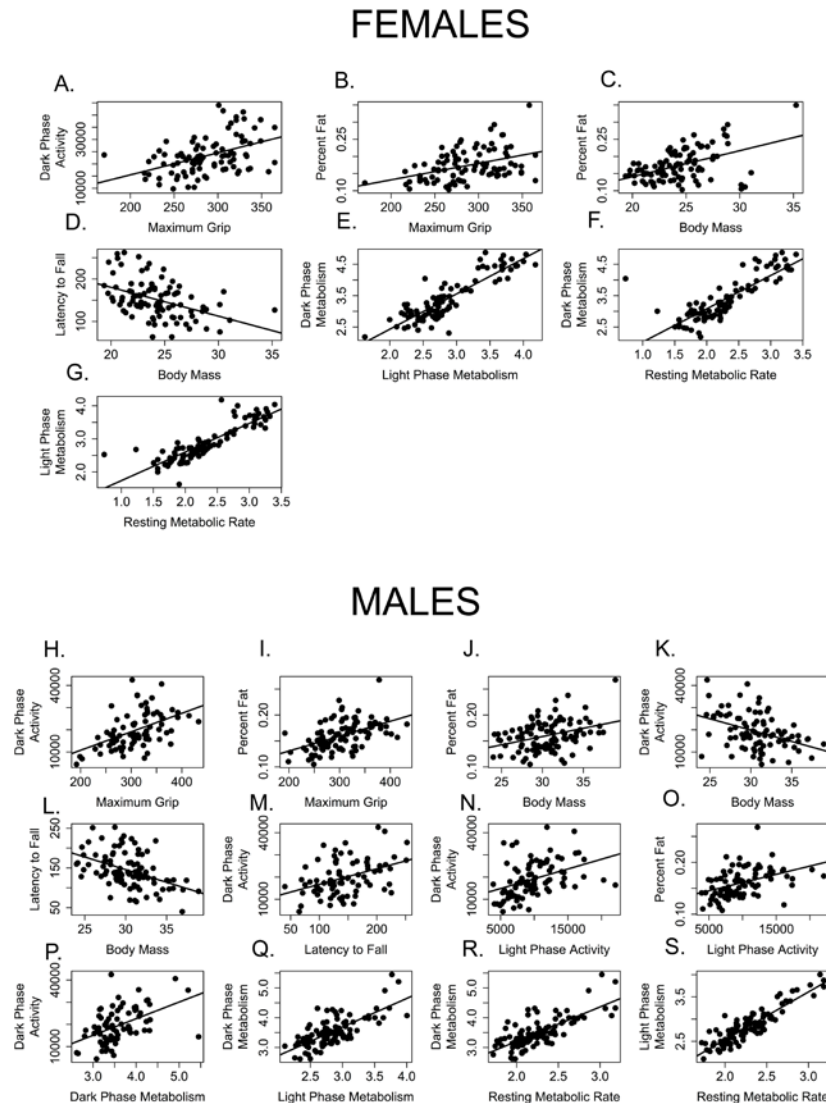 FEMALES
A.
Dark Phase
Activity
10000 30000
200 250 300 350
Maximum Grip
B.
Percent Fat
0.10 0.25
200 250 300 350
Maximum Grip
C.
Percent Fat
0.10 0.25
20 25 30 35
Body Mass
D.
Latency to Fall
100 200
20 25 30 35
Body Mass
E.
Dark Phase
Metabolism
2.5 3.5 4.5
2.0 2.5 3.0 3.5 4.0
Light Phase Metabolism
F.
Dark Phase
Metabolism
2.5 3.5 4.5
1.0 1.5 2.0 2.5 3.0 3.5
Resting Metabolic Rate
G.
Light Phase
Metabolism
2.0 3.0 4.0
1.0 1.5 2.0 2.5 3.0 3.5
Resting Metabolic Rate
MALES
H.
Dark Phase
Activity
10000 40000
200 300 400
Maximum Grip
I.
Percent Fat
0.10 0.20
200 300 400
Maximum Grip
J.
Percent Fat
0.10 0.20
25 30 35
Body Mass
K.
Dark Phase
Activity
10000 40000
25 30 35
Body Mass
L.
Latency to Fall
50 150 250
25 30 35
Body Mass
M.
Dark Phase
Activity
10000 40000
50 100 200
Latency to Fall
N.
Dark Phase
Activity
10000 40000
5000 15000
Light Phase Activity
O.
Percent Fat
0.10 0.20
5000 15000
Light Phase Activity
P.
Dark Phase
Activity
10000 40000
3.0 4.0 5.0
Dark Phase Metabolism
Q.
Dark Phase
Metabolism
3.0 4.0 5.0
2.5 3.0 3.5 4.0
Light Phase Metabolism
R.
Dark Phase
Metabolism
3.0 4.0 5.0
2.0 2.5 3.0
Resting Metabolic Rate
S.
Light Phase
Metabolism
2.5 3.5
2.0 2.5 3.0
Resting Metabolic Rate